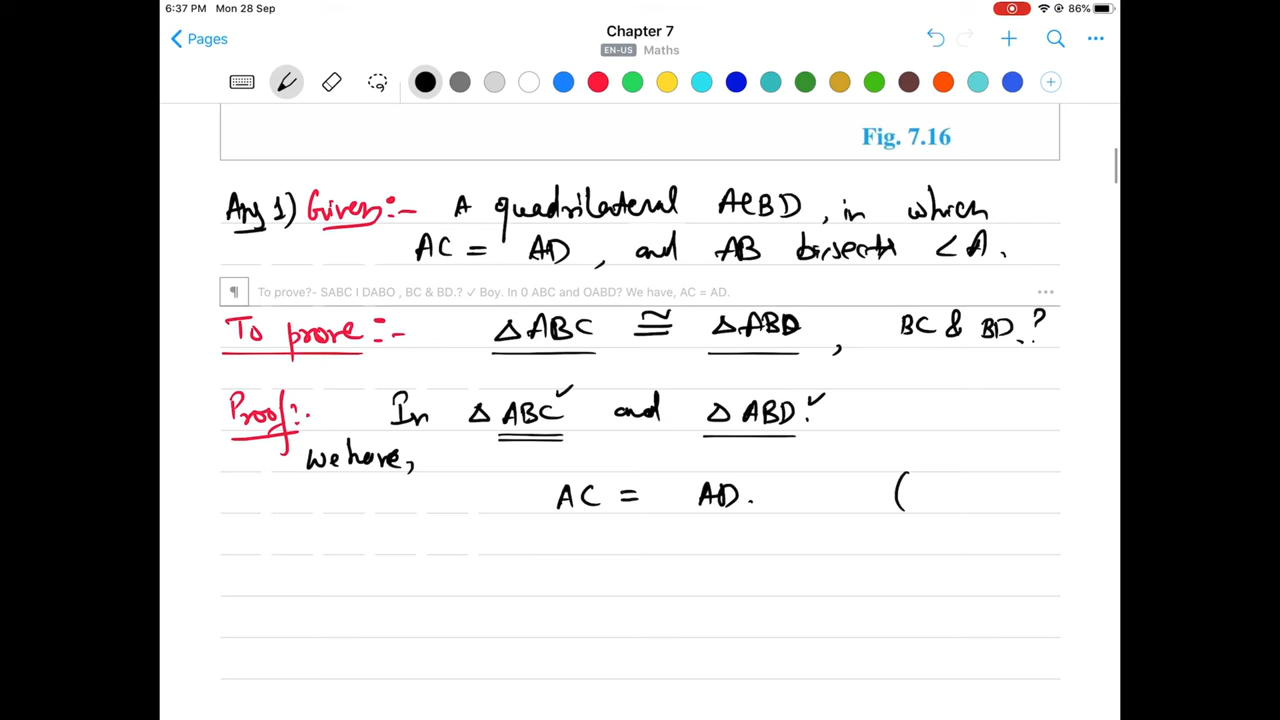 6:37 PM Mon 28 Sep
86%
Pages
Chapter 7
EN-US Maths
Fig. 7.16
Ans 1) Given:- A quadrilateral ACBD, in which
AC = AD, and AB bisects <A.
To prove?- SABC I DABO , BC & BD.? ✓ Boy. In 0 ABC and OABD? We have, AC = AD.
To prove:- △ABC ≅ △ABD, BC & BD.?
Proof:. In △ ABC✓ and △ ABD.✓
we have,
AC = AD. (